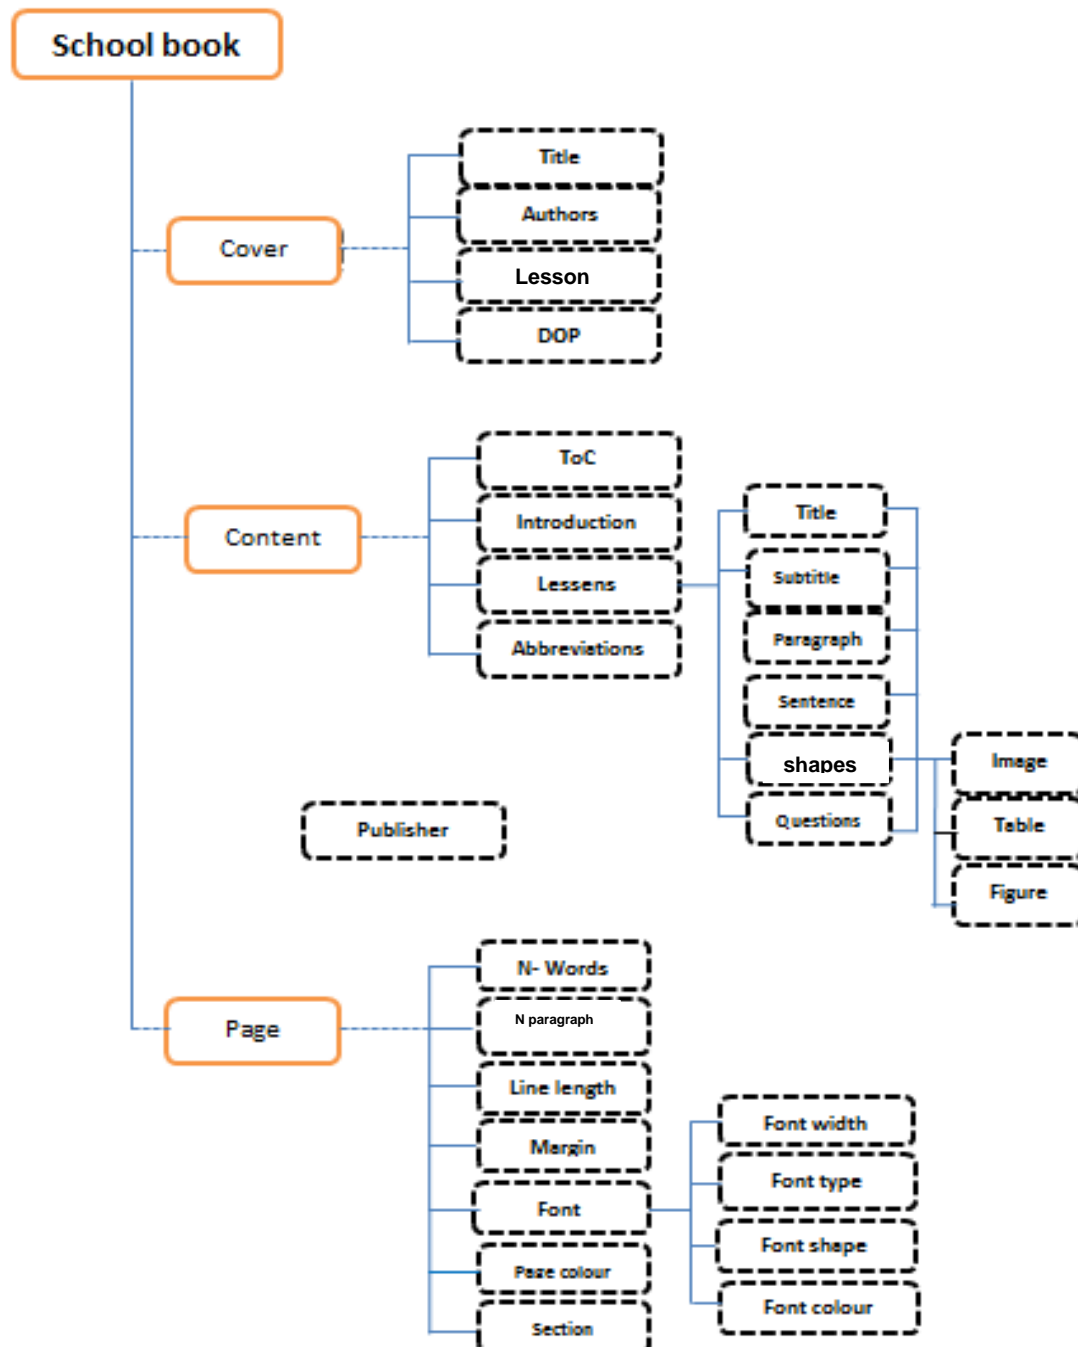 School book
Cover
Title
Authors
Lesson
DOP
Content
ToC
Introduction
Lessens
Abbreviations
Title
Subtitle
Paragraph
Sentence
shapes
Questions
Image
Table
Figure
Publisher
Page
N- Words
N paragraph
Line length
Margin
Font
Page colour
Section
Font width
Font type
Font shape
Font colour